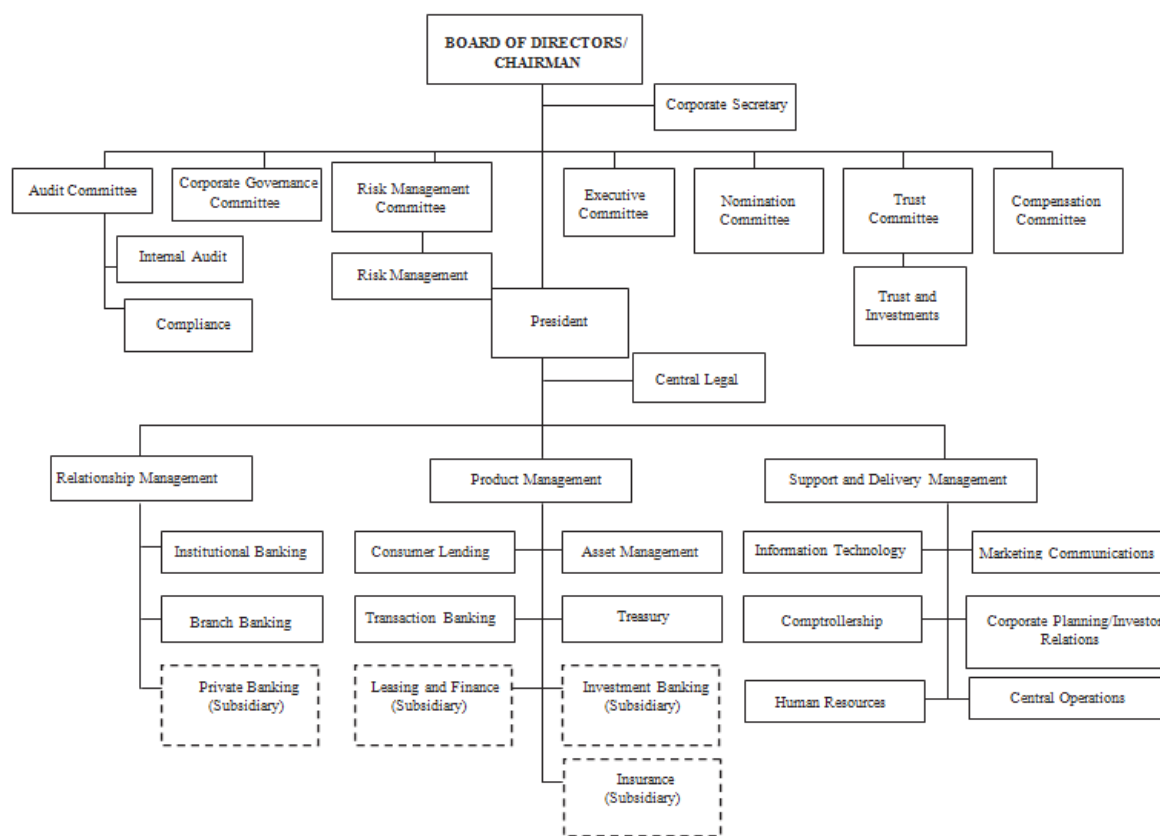 BOARD OF DIRECTORS/
CHAIRMAN
Corporate Secretary
Audit Committee
Corporate Governance
Committee
Risk Management
Committee
Executive
Committee
Nomination
Committee
Trust
Committee
Compensation
Committee
Internal Audit
Risk Management
Trust and
Investments
Compliance
President
Central Legal
Relationship Management
Product Management
Support and Delivery Management
Institutional Banking
Consumer Lending
Asset Management
Information Technology
Marketing Communications
Branch Banking
Transaction Banking
Treasury
Comptrollership
Corporate Planning/Investor
Relations
Private Banking
(Subsidiary)
Leasing and Finance
(Subsidiary)
Investment Banking
(Subsidiary)
Human Resources
Central Operations
Insurance
(Subsidiary)